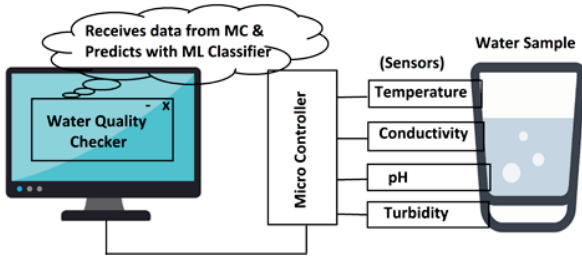 Receives data from MC &
Predicts with ML Classifier
- x
Water Quality
Checker
Micro Controller
(Sensors)
Temperature
Conductivity
pH
Turbidity
Water Sample